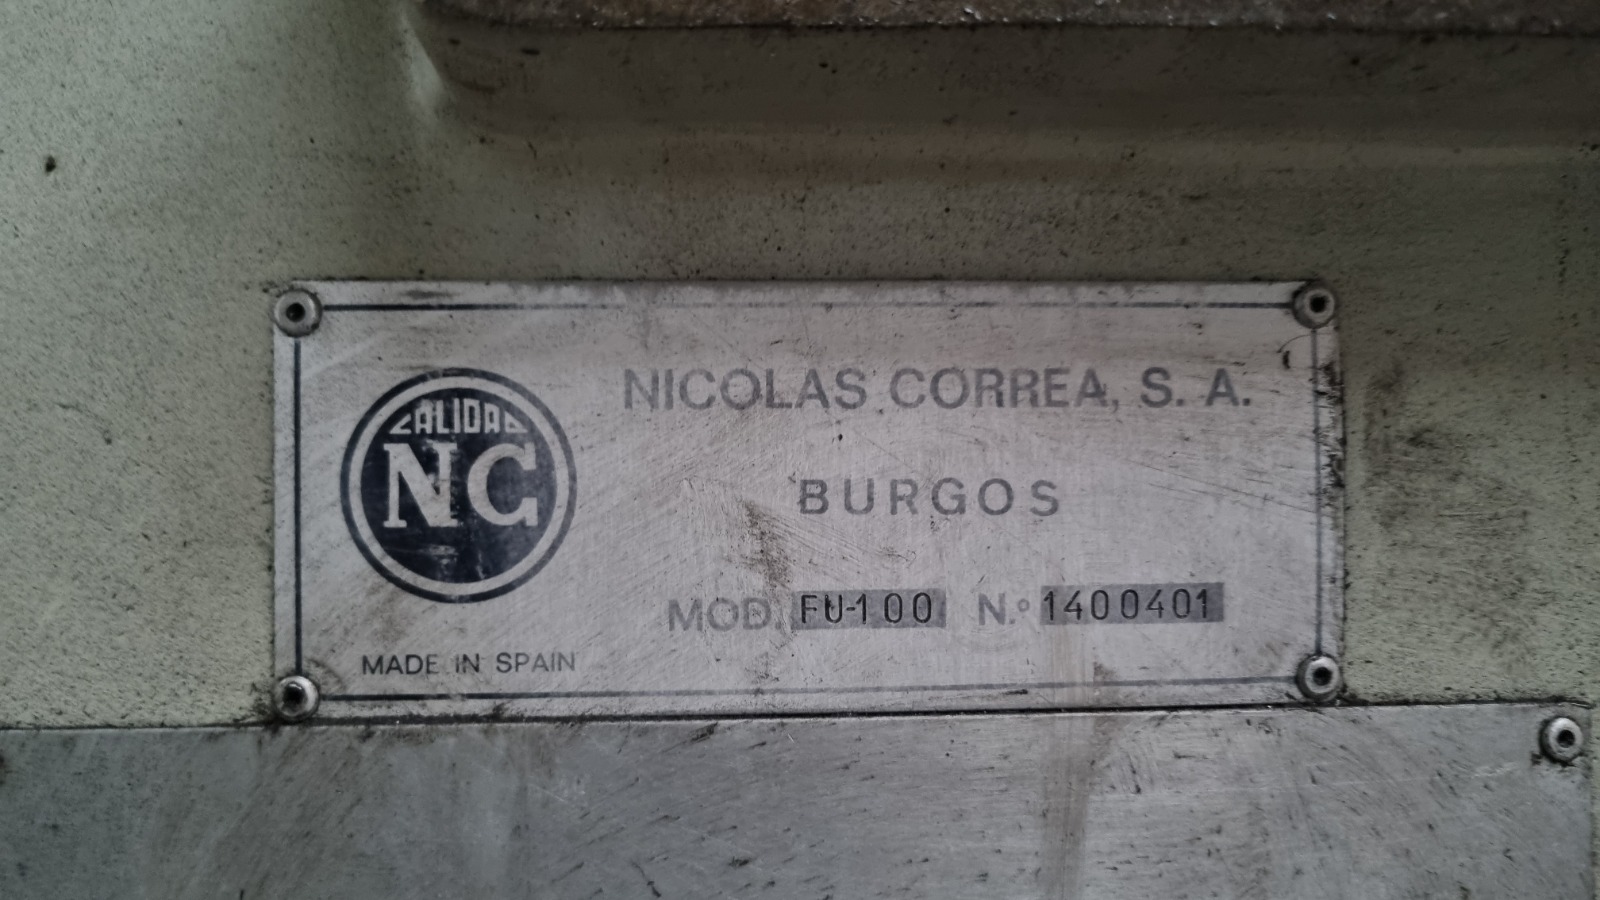 CALIDAD
NC
NICOLAS CORREA, S. A.
BURGOS
MOD. FU-100 N.º 1400401
MADE IN SPAIN